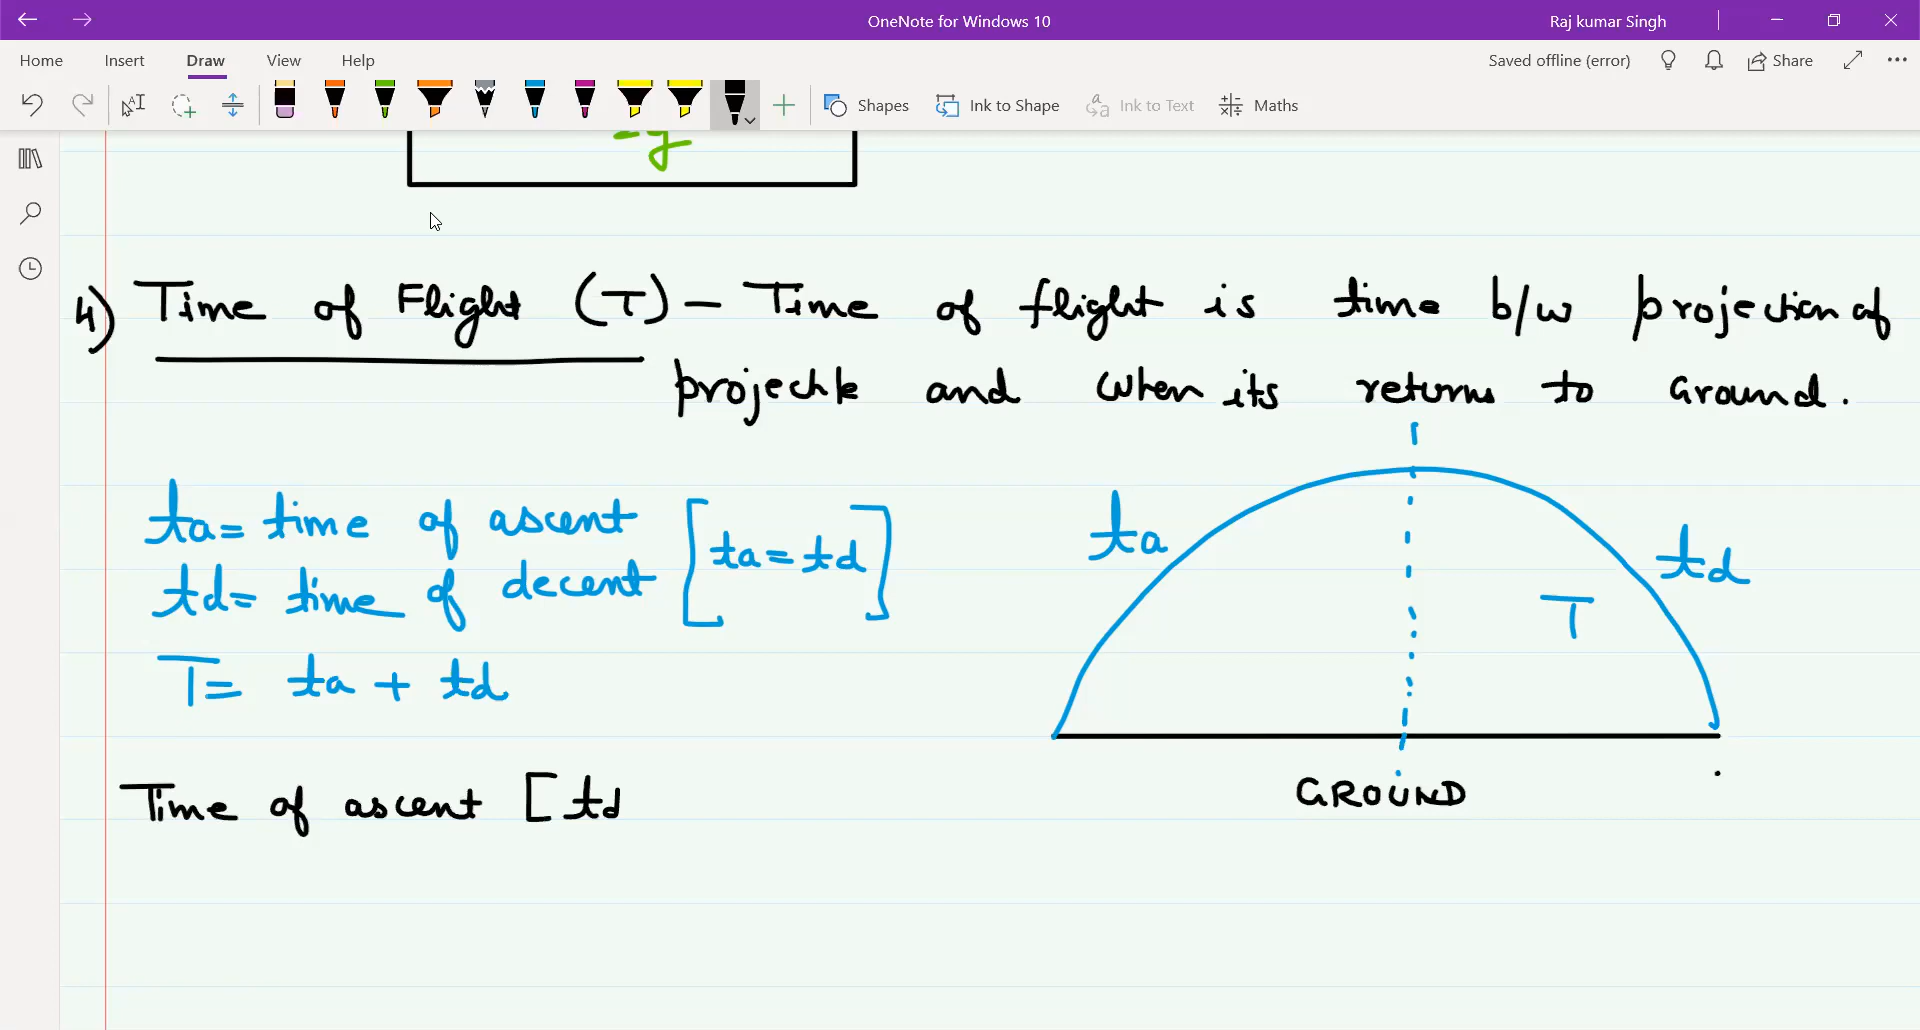 OneNote for Windows 10
Raj kumar Singh
Home Insert Draw View Help
Saved offline (error) Share
Shapes Ink to Shape Ink to Text Maths
4) Time of Flight (T) – Time of flight is time b/w projection of
projectile and when its returns to Ground.
ta = time of ascent
td = time of decent
[ta = td]
T = ta + td
ta
td
T
GROUND
Time of ascent [td